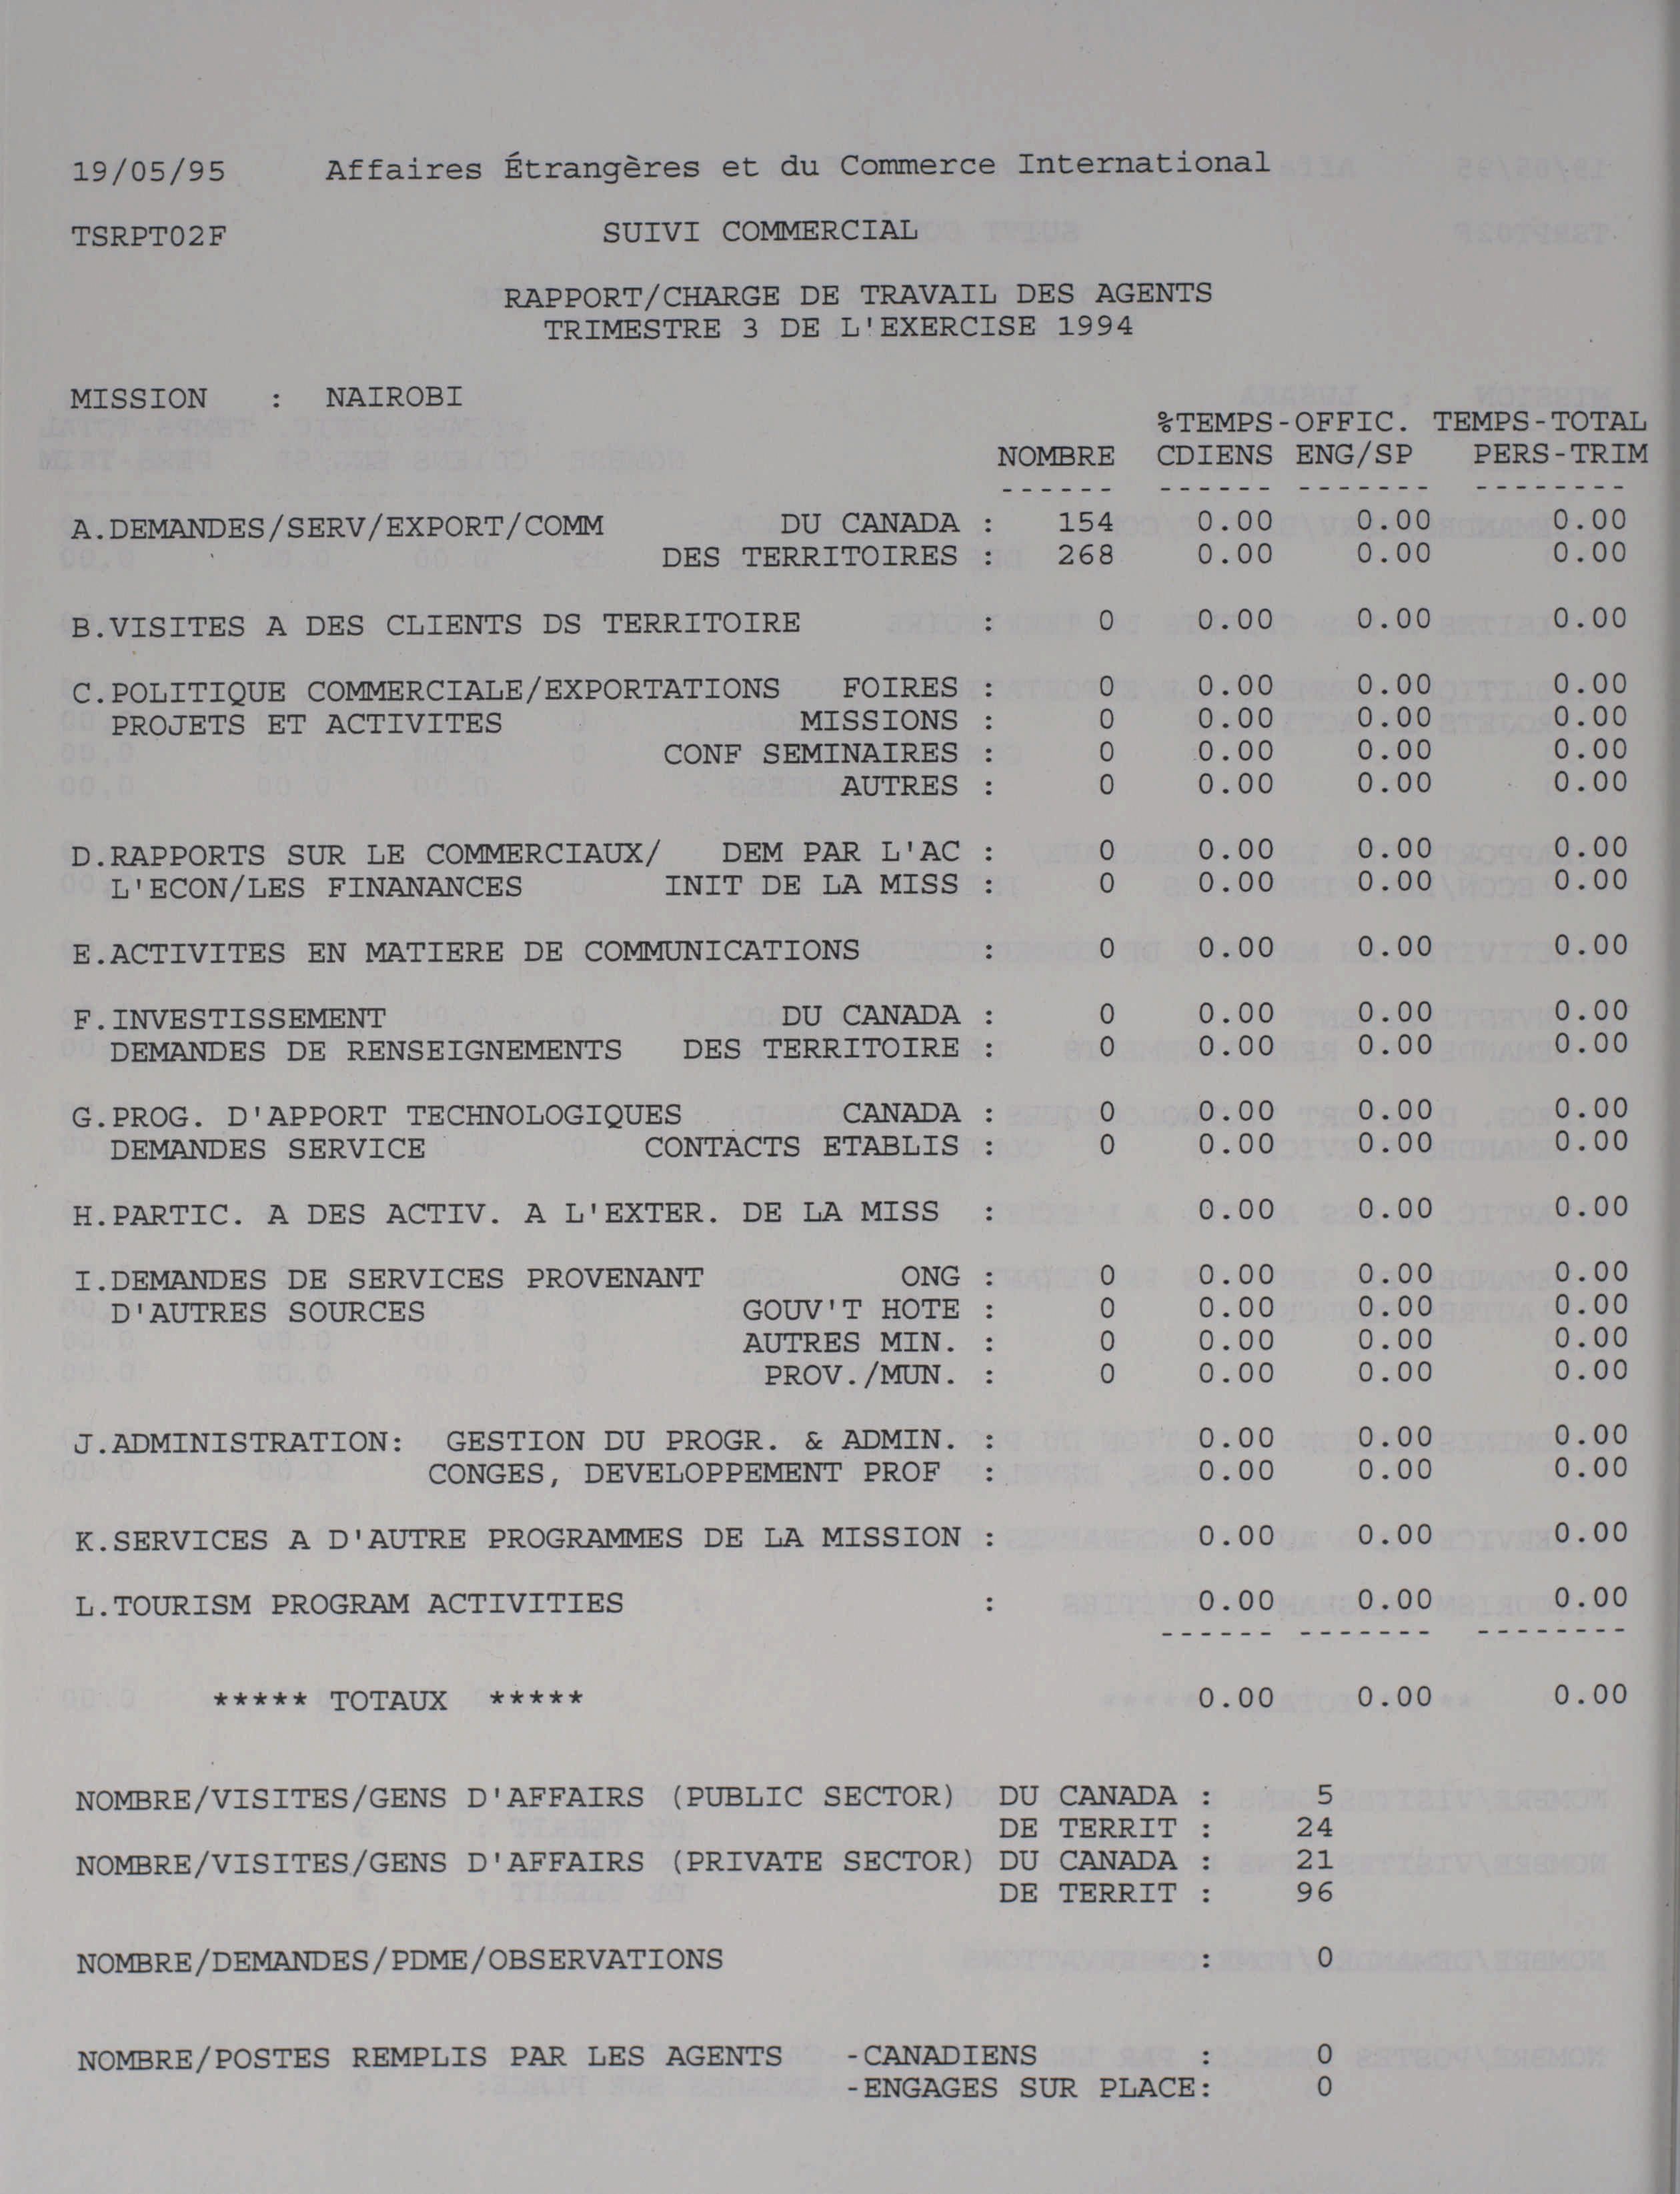 19/05/95 Affaires Étrangères et du Commerce International
TSRPT02F SUIVI COMMERCIAL
RAPPORT/CHARGE DE TRAVAIL DES AGENTS
TRIMESTRE 3 DE L'EXERCISE 1994
MISSION : NAIROBI
%TEMPS-OFFIC. TEMPS-TOTAL
NOMBRE CDIENS ENG/SP PERS-TRIM
------ ------ ------- --------
A.DEMANDES/SERV/EXPORT/COMM DU CANADA : 154 0.00 0.00 0.00
DES TERRITOIRES : 268 0.00 0.00 0.00
B.VISITES A DES CLIENTS DS TERRITOIRE : 0 0.00 0.00 0.00
C.POLITIQUE COMMERCIALE/EXPORTATIONS FOIRES : 0 0.00 0.00 0.00
PROJETS ET ACTIVITES MISSIONS : 0 0.00 0.00 0.00
CONF SEMINAIRES : 0 0.00 0.00 0.00
AUTRES : 0 0.00 0.00 0.00
D.RAPPORTS SUR LE COMMERCIAUX/ DEM PAR L'AC : 0 0.00 0.00 0.00
L'ECON/LES FINANANCES INIT DE LA MISS : 0 0.00 0.00 0.00
E.ACTIVITES EN MATIERE DE COMMUNICATIONS : 0 0.00 0.00 0.00
F.INVESTISSEMENT DU CANADA : 0 0.00 0.00 0.00
DEMANDES DE RENSEIGNEMENTS DES TERRITOIRE : 0 0.00 0.00 0.00
G.PROG. D'APPORT TECHNOLOGIQUES CANADA : 0 0.00 0.00 0.00
DEMANDES SERVICE CONTACTS ETABLIS : 0 0.00 0.00 0.00
H.PARTIC. A DES ACTIV. A L'EXTER. DE LA MISS : 0.00 0.00 0.00
I.DEMANDES DE SERVICES PROVENANT ONG : 0 0.00 0.00 0.00
D'AUTRES SOURCES GOUV'T HOTE : 0 0.00 0.00 0.00
AUTRES MIN. : 0 0.00 0.00 0.00
PROV./MUN. : 0 0.00 0.00 0.00
J.ADMINISTRATION: GESTION DU PROGR. & ADMIN. : 0.00 0.00 0.00
CONGES, DEVELOPPEMENT PROF : 0.00 0.00 0.00
K.SERVICES A D'AUTRE PROGRAMMES DE LA MISSION : 0.00 0.00 0.00
L.TOURISM PROGRAM ACTIVITIES : 0.00 0.00 0.00
------ ------- --------
***** TOTAUX ***** 0.00 0.00 0.00
NOMBRE/VISITES/GENS D'AFFAIRS (PUBLIC SECTOR) DU CANADA : 5
DE TERRIT : 24
NOMBRE/VISITES/GENS D'AFFAIRS (PRIVATE SECTOR) DU CANADA : 21
DE TERRIT : 96
NOMBRE/DEMANDES/PDME/OBSERVATIONS : 0
NOMBRE/POSTES REMPLIS PAR LES AGENTS -CANADIENS : 0
-ENGAGES SUR PLACE: 0